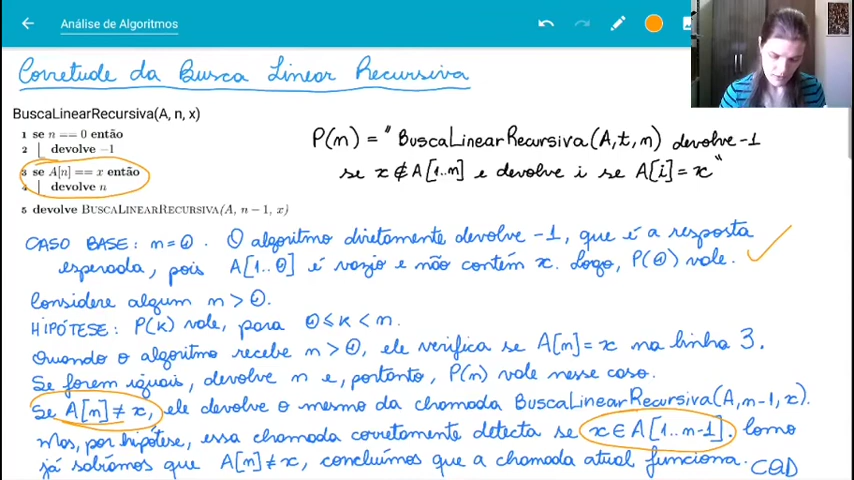 Análise de Algoritmos
Corretude da Busca Linear Recursiva
BuscaLinearRecursiva(A, n, x)
1 se n == 0 então
2 devolve −1
3 se A[n] == x então
4 devolve n
5 devolve BUSCALINEARRECURSIVA(A, n − 1, x)
P(n) = "BuscaLinearRecursiva(A,t,n) devolve -1
se x ∉ A[1..n] e devolve i se A[i] = x"
CASO BASE: n=0. O algoritmo diretamente devolve -1, que é a resposta
esperada, pois A[1..0] é vazio e não contém x. Logo, P(0) vale.
Considere algum n > 0.
HIPÓTESE: P(k) vale, para 0 ≤ k < n.
Quando o algoritmo recebe n > 0, ele verifica se A[n] = x na linha 3.
Se forem iguais, devolve n e, portanto, P(n) vale nesse caso.
Se A[n] ≠ x, ele devolve o mesmo da chamada BuscaLinearRecursiva(A,n-1,x).
Mas, por hipótese, essa chamada corretamente detecta se x ∈ A[1..n-1]. Como
já sabíamos que A[n] ≠ x, concluímos que a chamada atual funciona. CQD